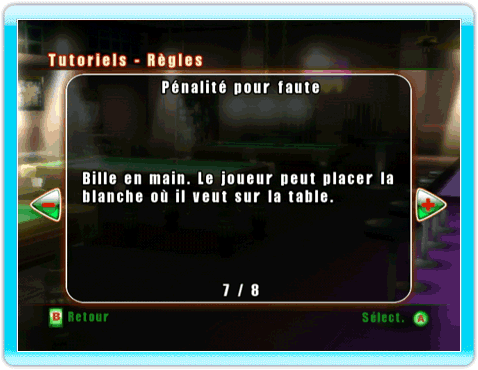 Tutoriels - Règles
Pénalité pour faute
Bille en main. Le joueur peut placer la
blanche où il veut sur la table.
7 / 8
B Retour
Sélect. A